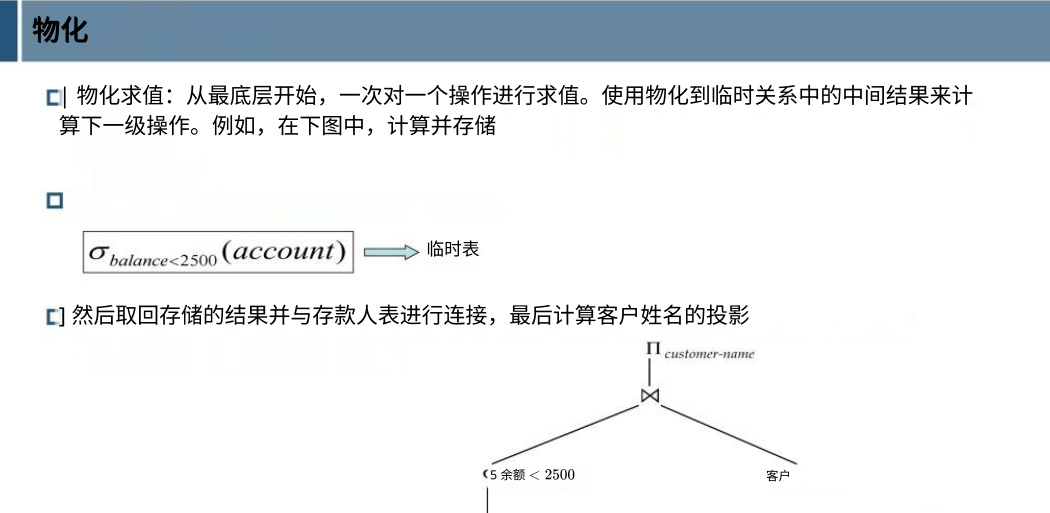 物化
| 物化求值：从最底层开始，一次对一个操作进行求值。使用物化到临时关系中的中间结果来计
算下一级操作。例如，在下图中，计算并存储
σ balance<2500 (account)
临时表
] 然后取回存储的结果并与存款人表进行连接，最后计算客户姓名的投影
Π customer-name
⋈
5 余额 < 2500
客户